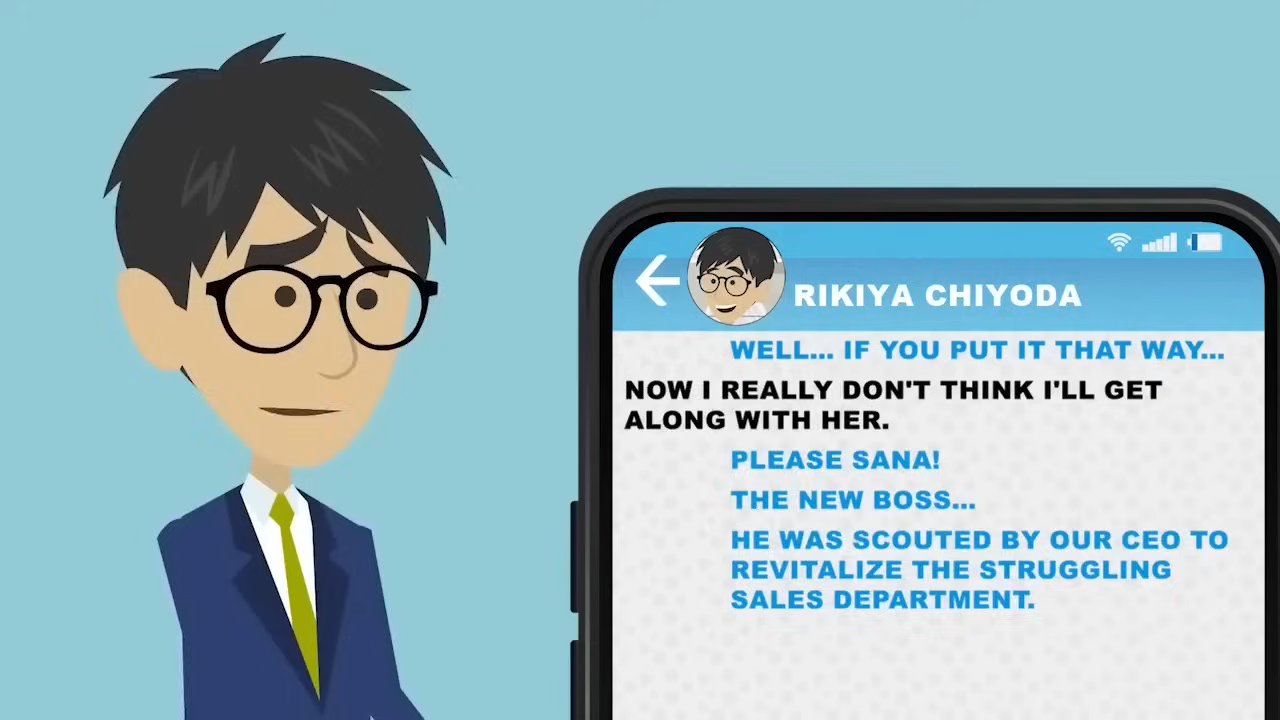 RIKIYA CHIYODA
WELL... IF YOU PUT IT THAT WAY...
NOW I REALLY DON'T THINK I'LL GET
ALONG WITH HER.
PLEASE SANA!
THE NEW BOSS...
HE WAS SCOUTED BY OUR CEO TO
REVITALIZE THE STRUGGLING
SALES DEPARTMENT.